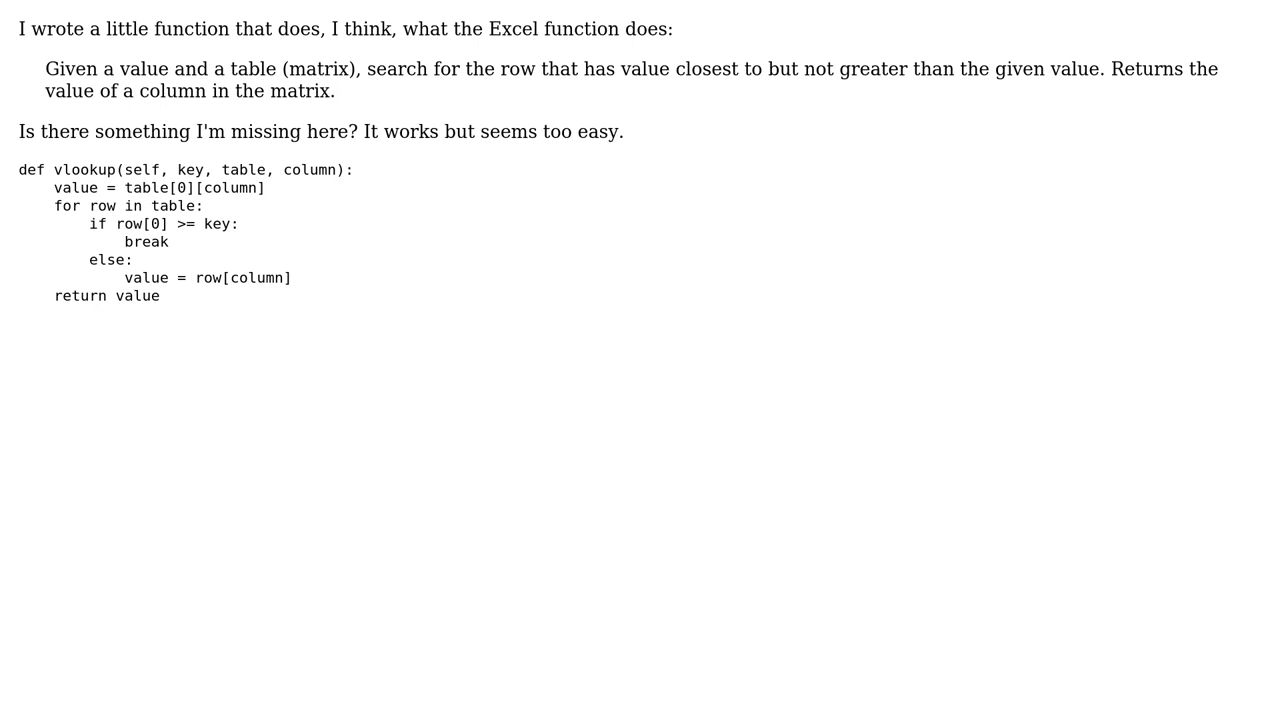 I wrote a little function that does, I think, what the Excel function does:
Given a value and a table (matrix), search for the row that has value closest to but not greater than the given value. Returns the
value of a column in the matrix.
Is there something I'm missing here? It works but seems too easy.
def vlookup(self, key, table, column):
    value = table[0][column]
    for row in table:
        if row[0] >= key:
            break
        else:
            value = row[column]
    return value